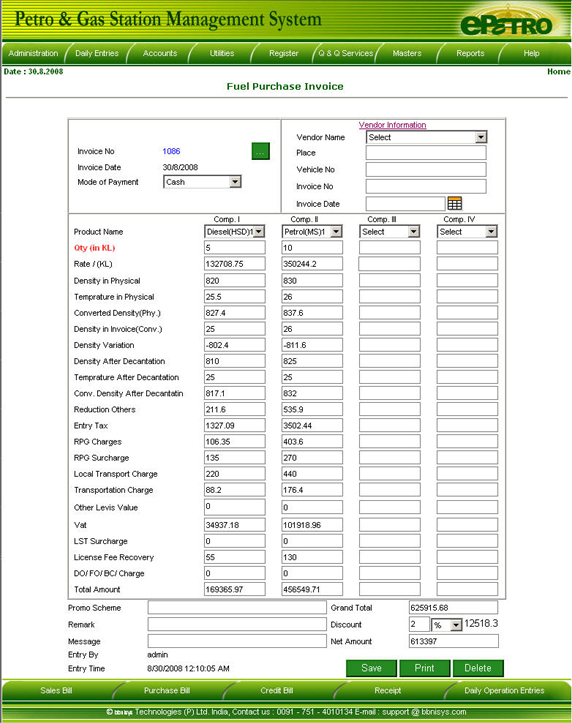 Petro & Gas Station Management System
ePETRO
Administration Daily Entries Accounts Utilities Register Q & Q Services Masters Reports Help
Date : 30.8.2008 Home
Fuel Purchase Invoice
Vendor Information
Vendor Name Select
Invoice No 1086 ... Place
Invoice Date 30/8/2008 Vehicle No
Mode of Payment Cash Invoice No
Invoice Date
Comp. I Comp. II Comp. III Comp. IV
Product Name Diesel(HSD)1 Petrol(MS)1 Select Select
Qty (in KL) 5 10
Rate / (KL) 132708.75 350244.2
Density in Physical 820 830
Temprature in Physical 25.5 26
Converted Density(Phy.) 827.4 837.6
Density in Invoice(Conv.) 25 26
Density Variation -802.4 -811.6
Density After Decantation 810 825
Temprature After Decantation 25 25
Conv. Density After Decantatin 817.1 832
Reduction Others 211.6 535.9
Entry Tax 1327.09 3502.44
RPG Charges 106.35 403.6
RPG Surcharge 135 270
Local Transport Charge 220 440
Transportation Charge 88.2 176.4
Other Levis Value 0 0
Vat 34937.18 101918.96
LST Surcharge 0 0
License Fee Recovery 55 130
DO/ FO/ BC/ Charge 0 0
Total Amount 169365.97 456549.71
Promo Scheme Grand Total 625915.68
Remark Discount 2 % 12518.3
Message Net Amount 613397
Entry By admin
Entry Time 8/30/2008 12:10:05 AM Save Print Delete
Sales Bill Purchase Bill Credit Bill Receipt Daily Operation Entries
© bbnisys Technologies (P) Ltd. India, Contact us : 0091 - 751 - 4010134 E-mail : support @ bbnisys.com